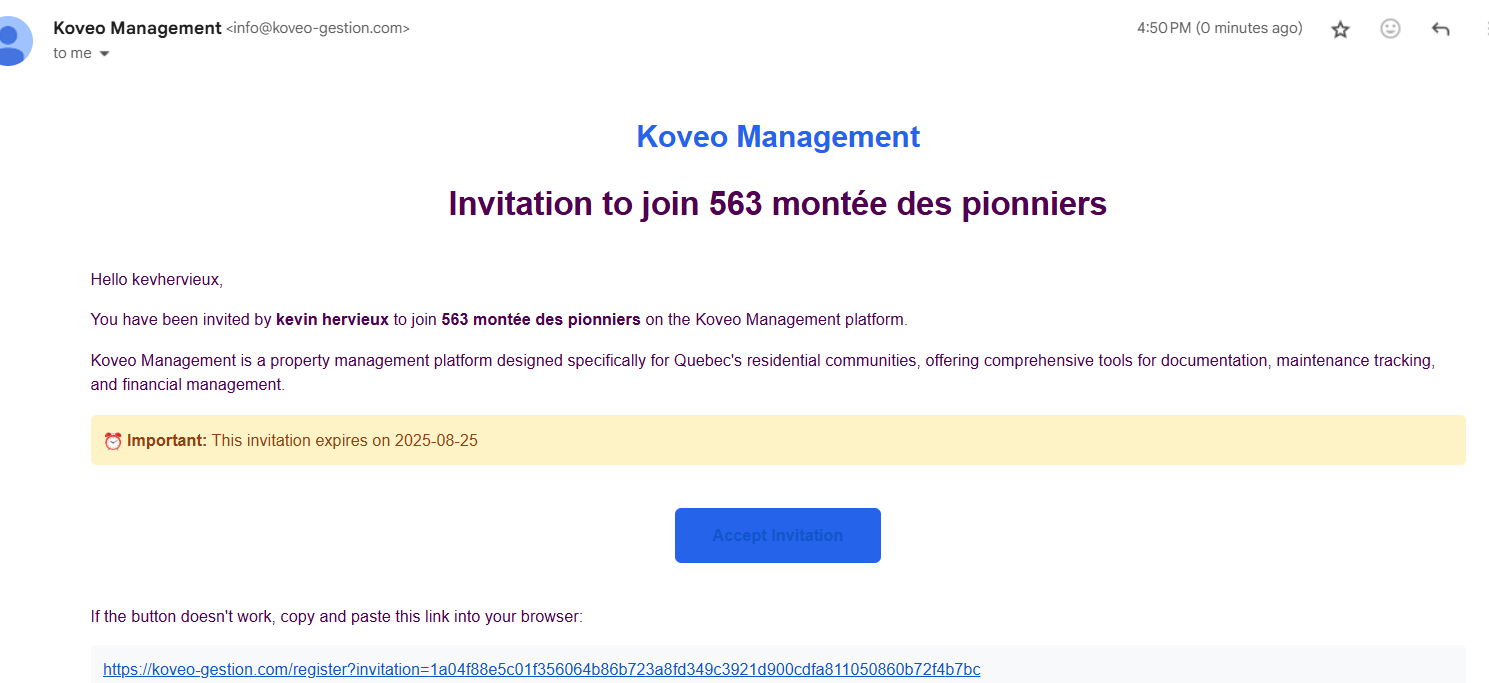 Koveo Management <info@koveo-gestion.com>
4:50 PM (0 minutes ago)
to me
Koveo Management
Invitation to join 563 montée des pionniers
Hello kevhervieux,
You have been invited by kevin hervieux to join 563 montée des pionniers on the Koveo Management platform.
Koveo Management is a property management platform designed specifically for Quebec's residential communities, offering comprehensive tools for documentation, maintenance tracking,
and financial management.
⏰ Important: This invitation expires on 2025-08-25
Accept Invitation
If the button doesn't work, copy and paste this link into your browser:
https://koveo-gestion.com/register?invitation=1a04f88e5c01f356064b86b723a8fd349c3921d900cdfa811050860b72f4b7bc